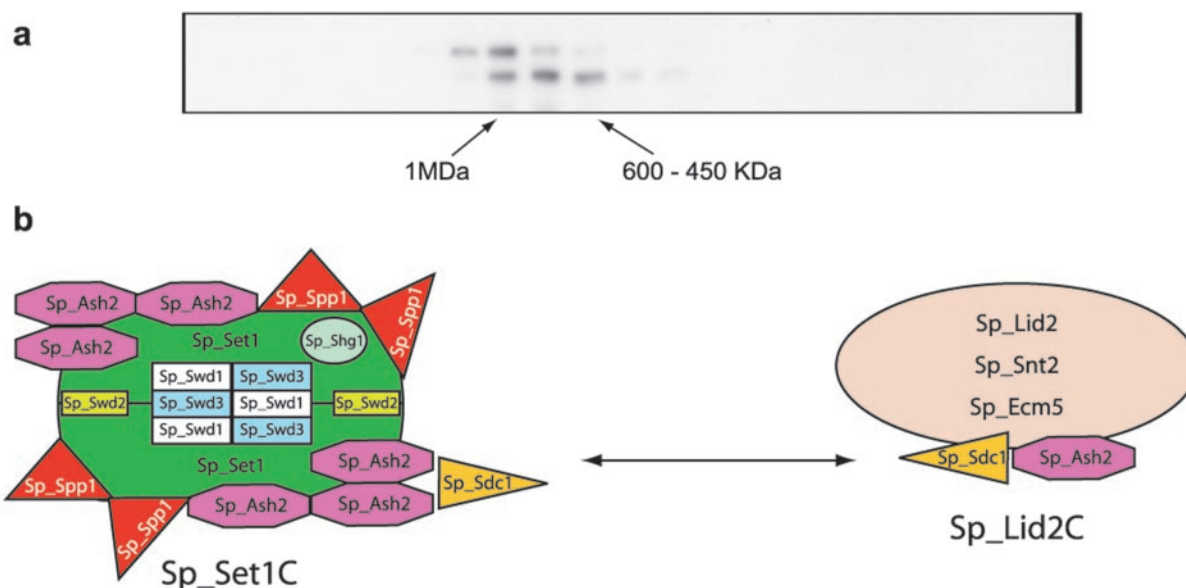 a
1MDa
600 - 450 KDa
b
Sp_Ash2
Sp_Ash2
Sp_Spp1
Sp_Spp1
Sp_Ash2
Sp_Set1
Sp_Shg1
Sp_Swd1
Sp_Swd3
Sp_Swd2
Sp_Swd3
Sp_Swd1
Sp_Swd2
Sp_Swd1
Sp_Swd3
Sp_Set1
Sp_Ash2
Sp_Spp1
Sp_Spp1
Sp_Ash2
Sp_Ash2
Sp_Sdc1
Sp_Set1C
Sp_Lid2
Sp_Snt2
Sp_Ecm5
Sp_Sdc1
Sp_Ash2
Sp_Lid2C